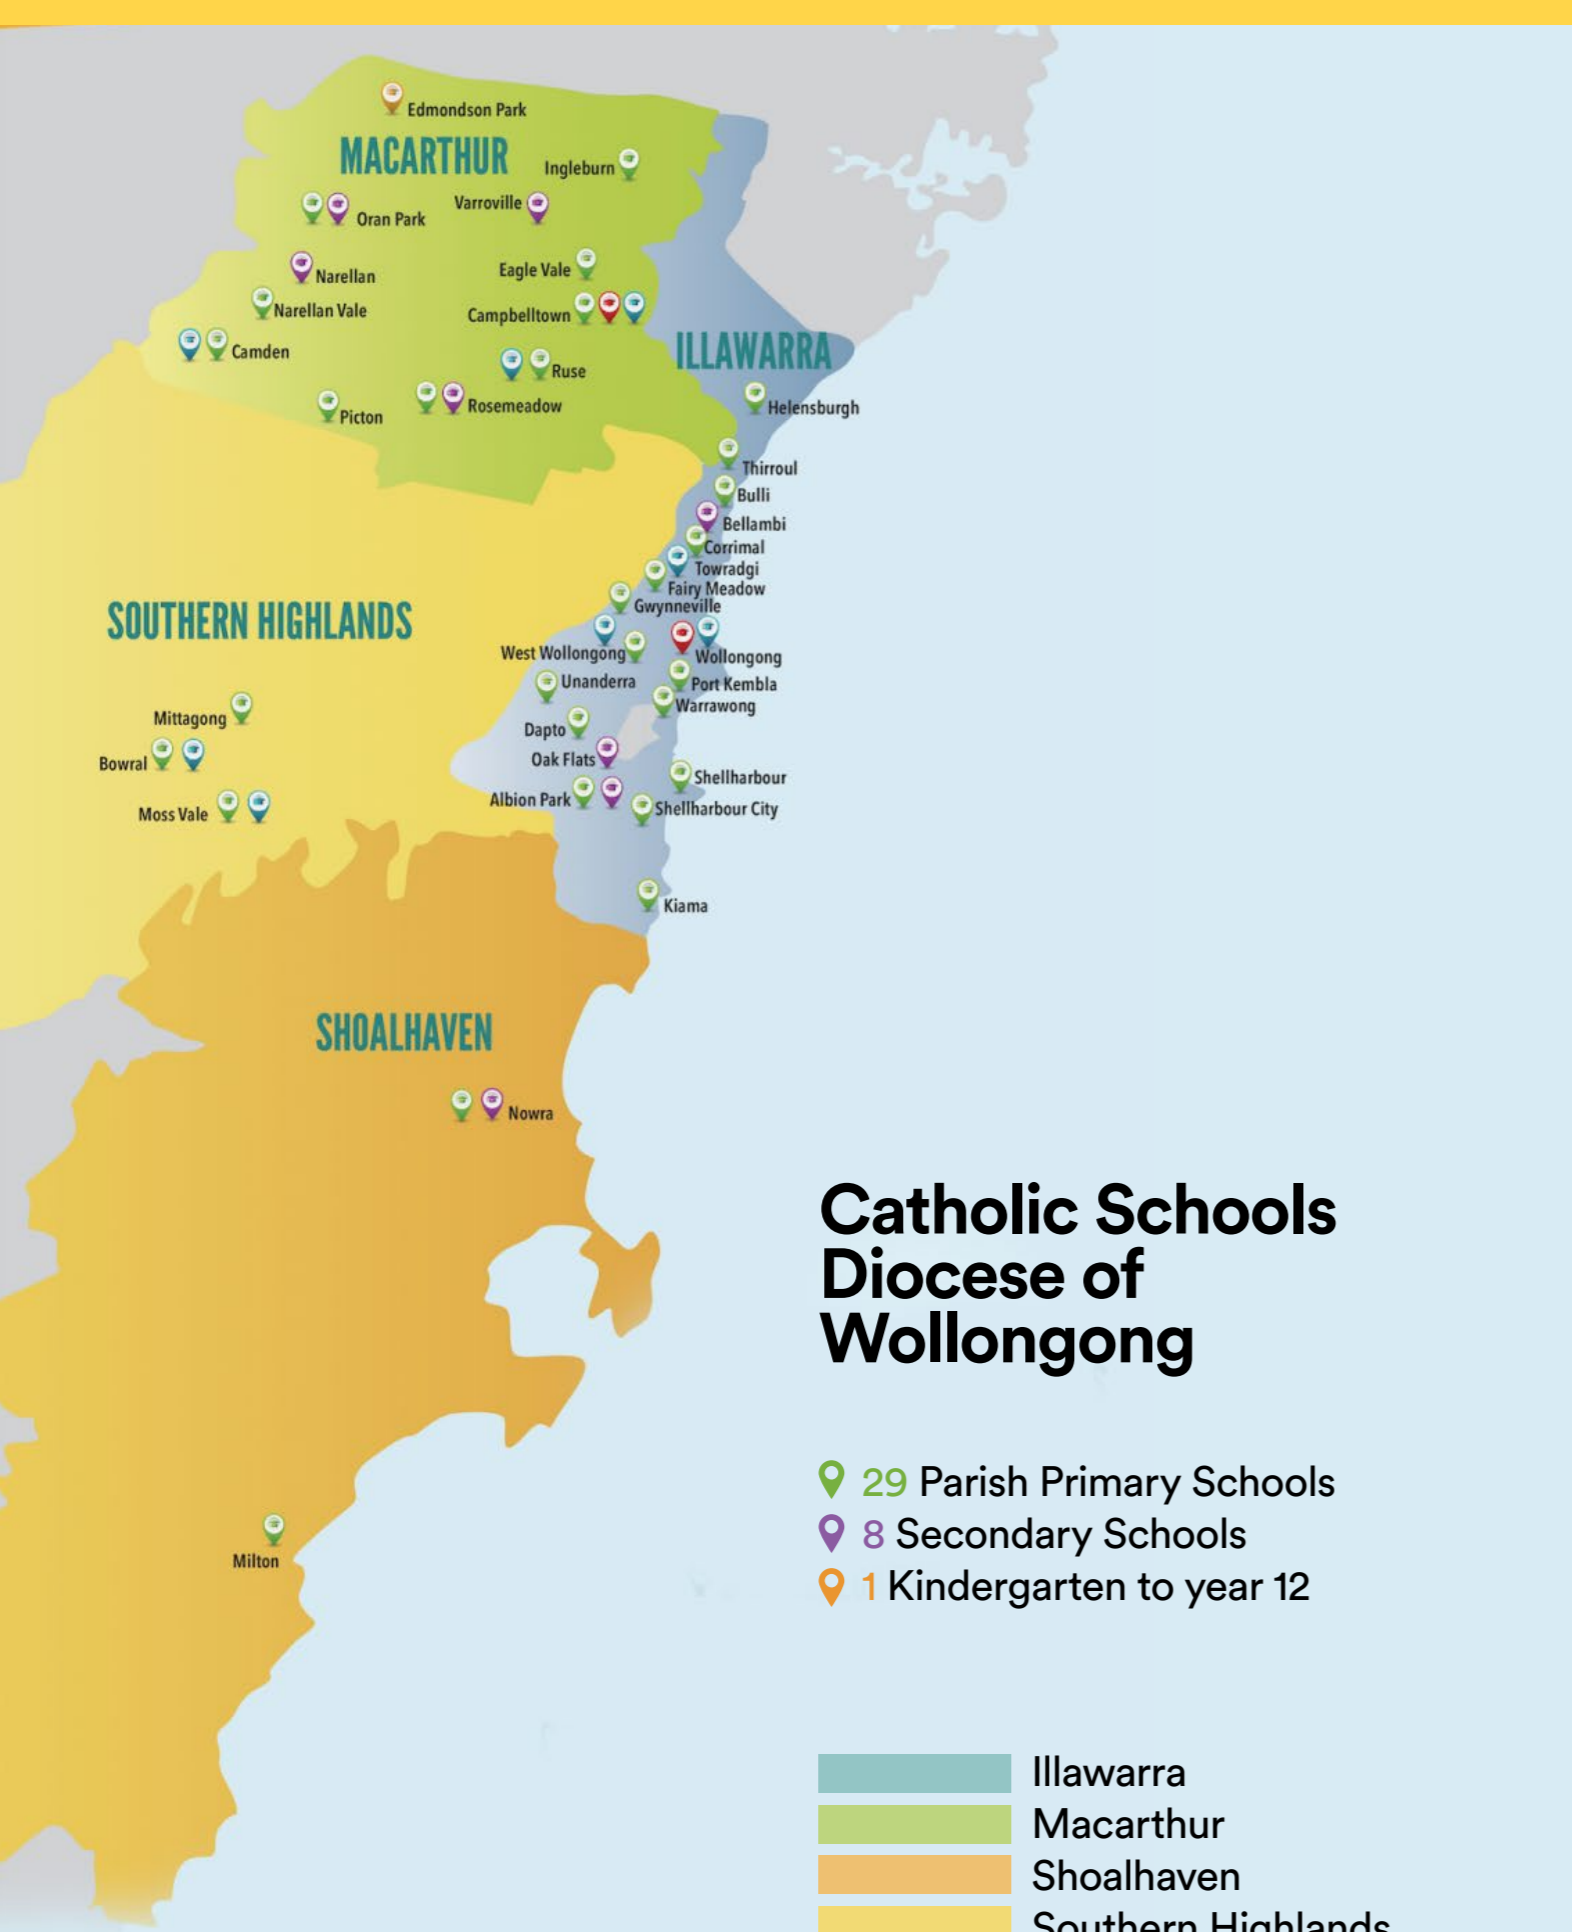 Edmondson Park
MACARTHUR
Ingleburn
Varroville
Oran Park
Eagle Vale
Narellan
Narellan Vale
Campbelltown
ILLAWARRA
Camden
Ruse
Rosemeadow
Helensburgh
Picton
Thirroul
Bulli
Bellambi
Corrimal
Towradgi
Fairy Meadow
Gwynneville
SOUTHERN HIGHLANDS
West Wollongong
Wollongong
Unanderra
Port Kembla
Warrawong
Mittagong
Dapto
Oak Flats
Bowral
Shellharbour
Albion Park
Shellharbour City
Moss Vale
Kiama
SHOALHAVEN
Nowra
Catholic Schools
Diocese of
Wollongong
29 Parish Primary Schools
8 Secondary Schools
1 Kindergarten to year 12
Milton
Illawarra
Macarthur
Shoalhaven
Southern Highlands